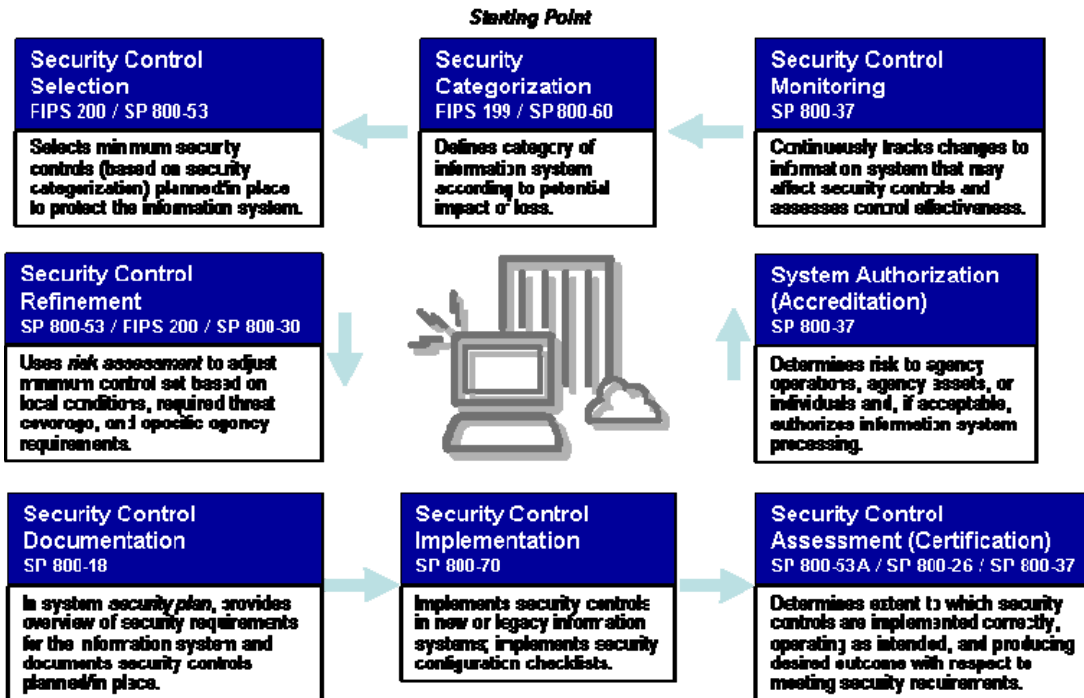 Starting Point
Security Control
Selection
FIPS 200 / SP 800-53
Selects minimum security
controls (based on security
categorization) planned/in place
to protect the information system.
Security
Categorization
FIPS 199 / SP 800-60
Defines category of
information system
according to potential
impact of loss.
Security Control
Monitoring
SP 800-37
Continuously tracks changes to
information system that may
affect security controls and
assesses control effectiveness.
Security Control
Refinement
SP 800-53 / FIPS 200 / SP 800-30
Uses risk assessment to adjust
minimum control set based on
local conditions, required threat
coverage, and specific agency
requirements.
System Authorization
(Accreditation)
SP 800-37
Determines risk to agency
operations, agency assets, or
individuals and, if acceptable,
authorizes information system
processing.
Security Control
Documentation
SP 800-18
In system security plan, provides
overview of security requirements
for the information system and
documents security controls
planned/in place.
Security Control
Implementation
SP 800-70
Implements security controls
in new or legacy information
systems; implements security
configuration checklists.
Security Control
Assessment (Certification)
SP 800-53A / SP 800-26 / SP 800-37
Determines extent to which security
controls are implemented correctly,
operating as intended, and producing
desired outcome with respect to
meeting security requirements.